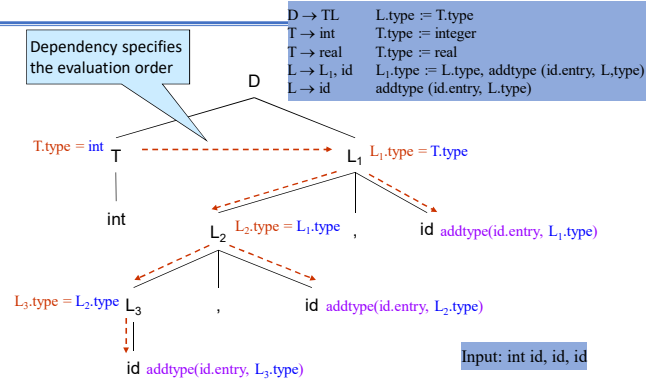 D → TL L.type := T.type
T → int T.type := integer
T → real T.type := real
L → L₁, id L₁.type := L.type, addtype (id.entry, L,type)
L → id addtype (id.entry, L.type)
Dependency specifies
the evaluation order
D
T.type = int T L₁ L₁.type = T.type
int
L₂ L₂.type = L₁.type , id addtype(id.entry, L₁.type)
L₃.type = L₂.type L₃ , id addtype(id.entry, L₂.type)
id addtype(id.entry, L₃.type)
Input: int id, id, id